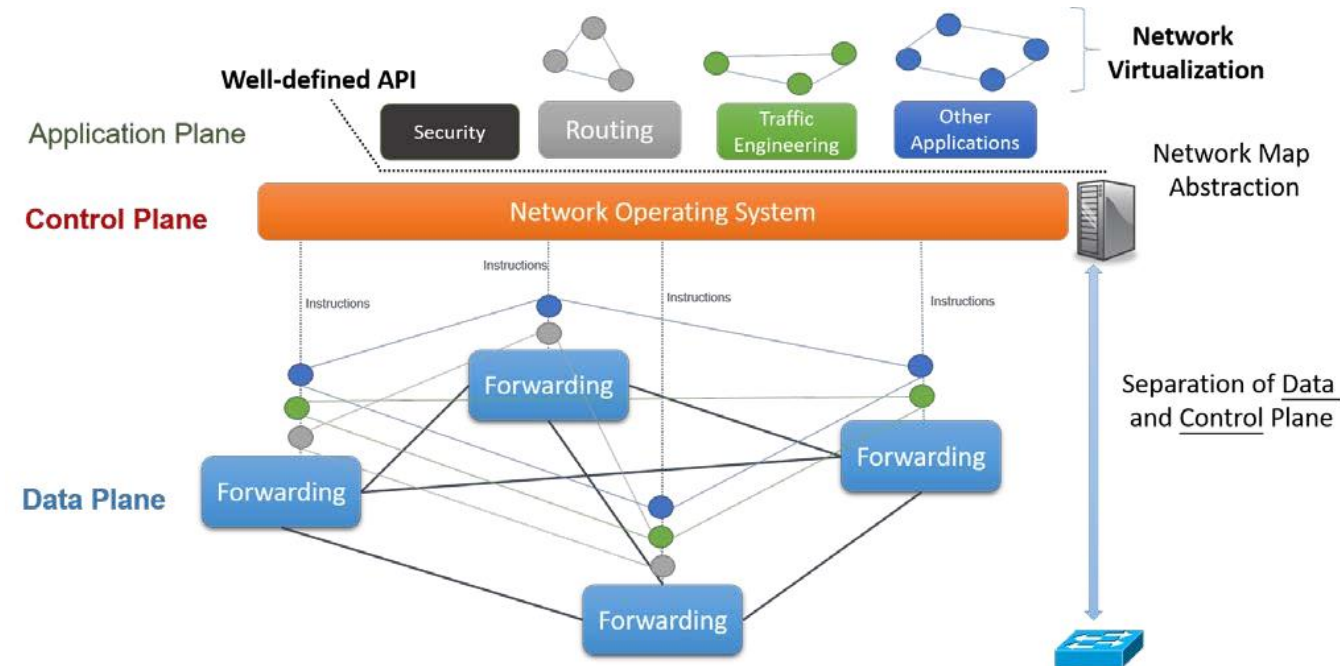 Network
Virtualization
Well-defined API
Application Plane
Security
Routing
Traffic
Engineering
Other
Applications
Network Map
Abstraction
Control Plane
Network Operating System
Instructions
Instructions
Instructions
Instructions
Forwarding
Separation of Data
and Control Plane
Forwarding
Data Plane
Forwarding
Forwarding